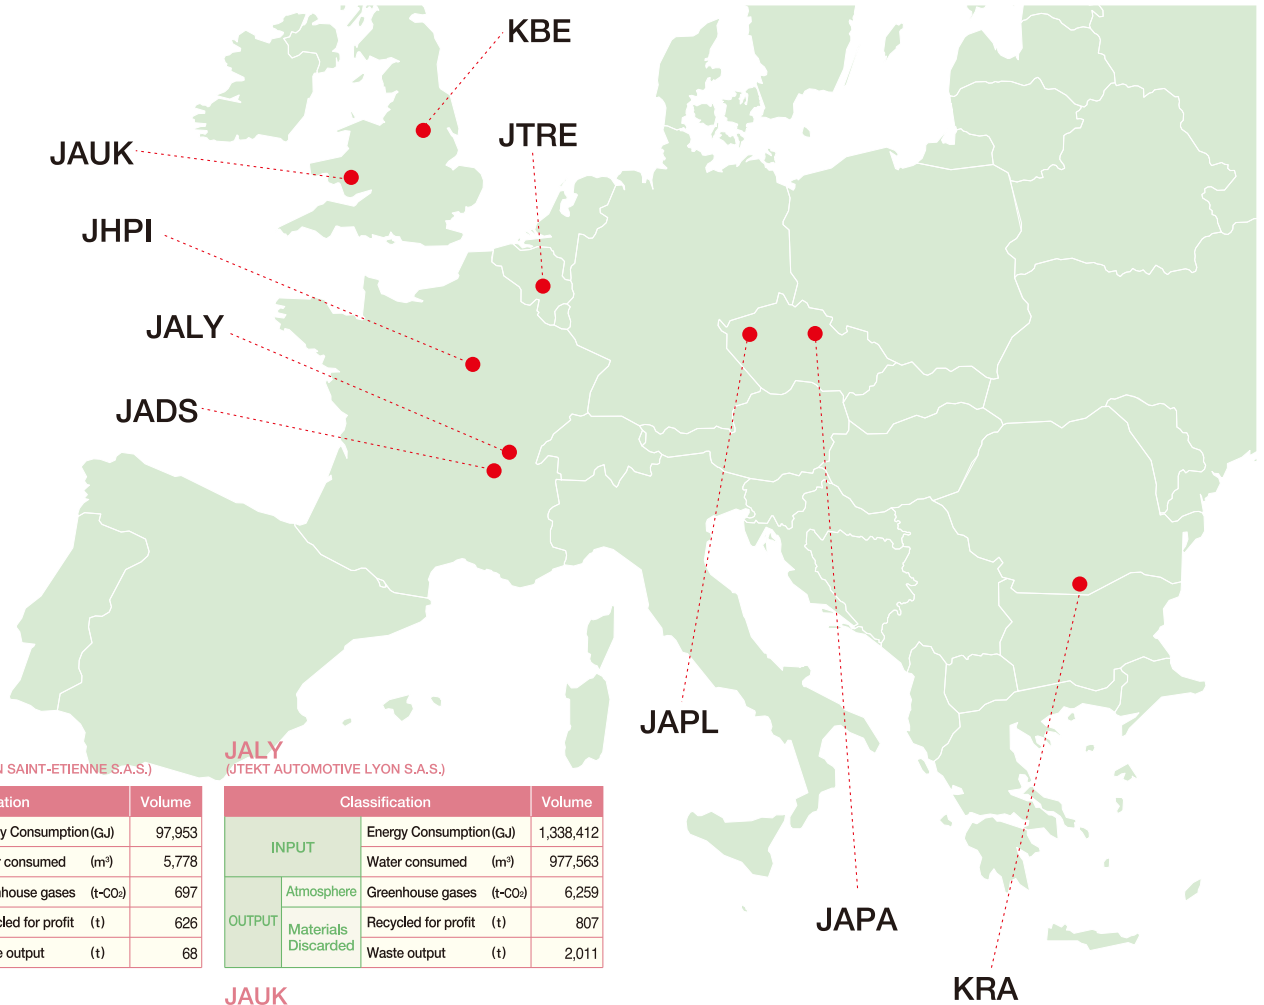 KBE
JTRE
JAUK
JHPI
JALY
JADS
JAPL
JAPA
KRA
N SAINT-ETIENNE S.A.S.)
ation Volume
y Consumption (GJ) 97,953
r consumed (m³) 5,778
nhouse gases (t-CO₂) 697
cled for profit (t) 626
e output (t) 68
JALY
(JTEKT AUTOMOTIVE LYON S.A.S.)
Classification Volume
INPUT Energy Consumption (GJ) 1,338,412
Water consumed (m³) 977,563
OUTPUT Atmosphere Greenhouse gases (t-CO₂) 6,259
Materials Discarded Recycled for profit (t) 807
Waste output (t) 2,011
JAUK